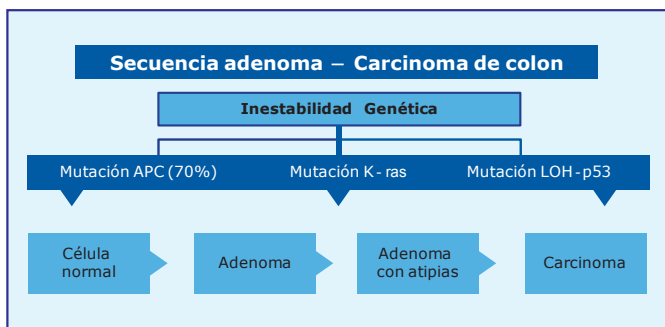 Secuencia adenoma – Carcinoma de colon
Inestabilidad Genética
Mutación APC (70%) Mutación K - ras Mutación LOH - p53
Célula
normal
Adenoma
Adenoma
con atipias
Carcinoma